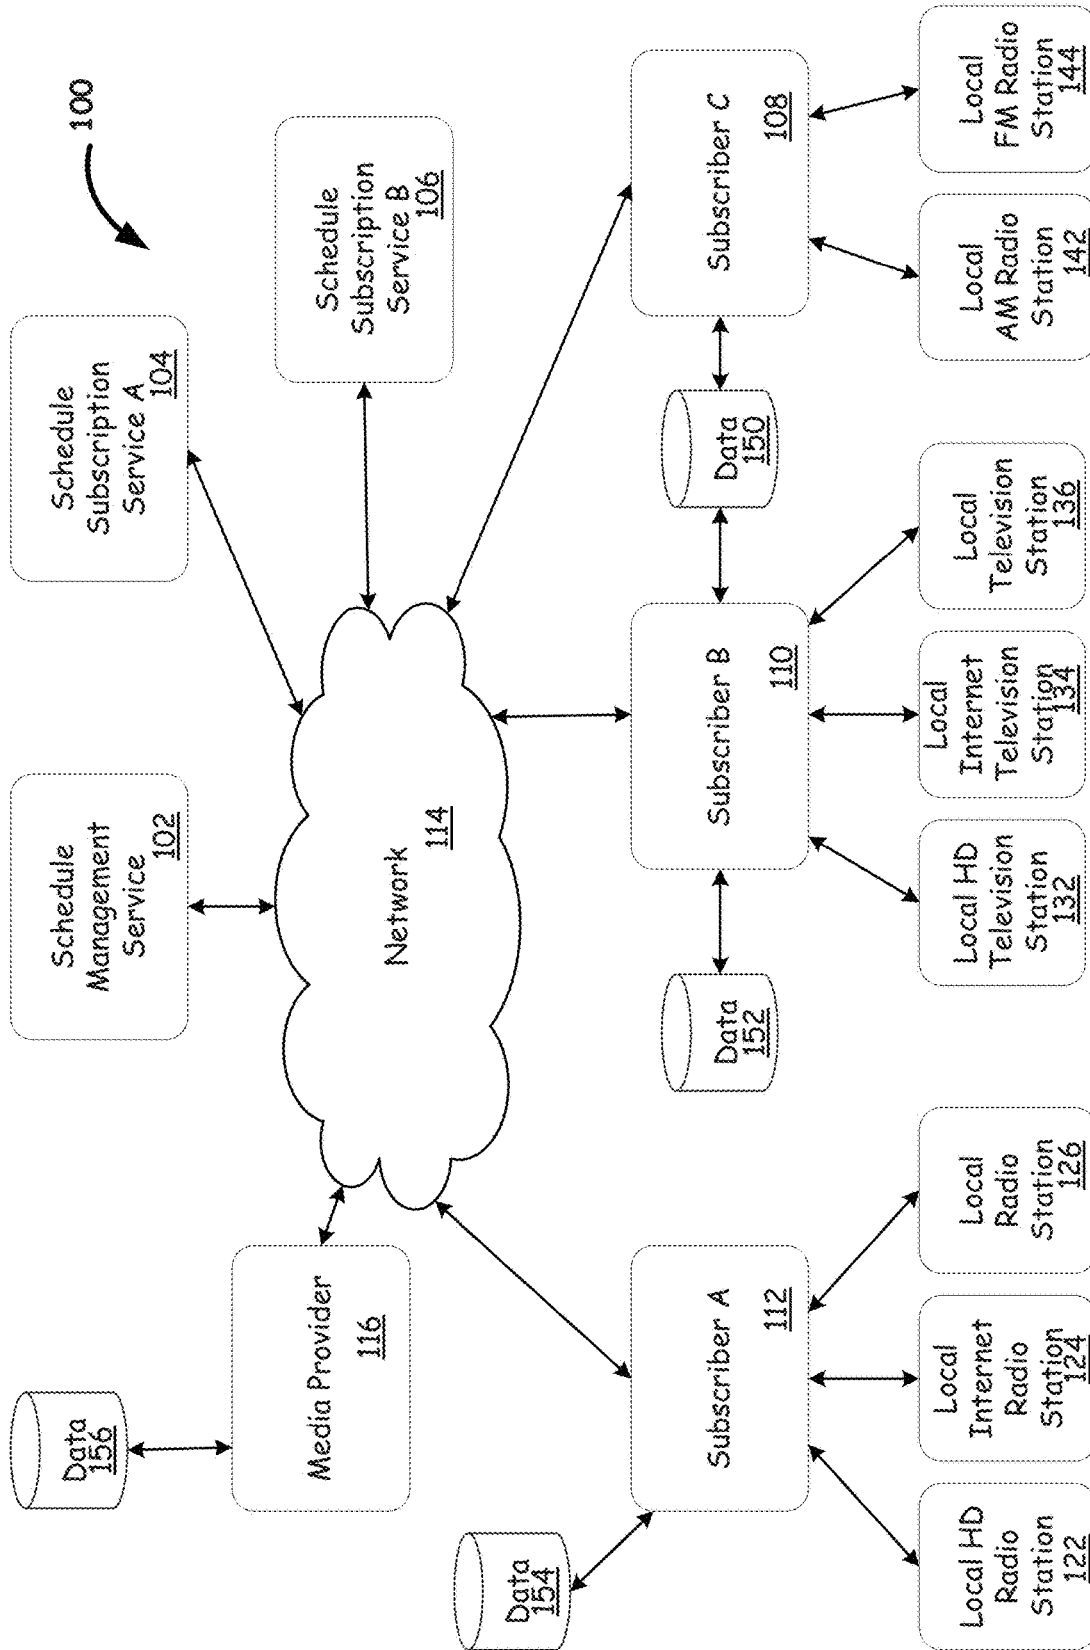 Data
156
Schedule
Management
Service
102
Schedule
Subscription
Service A
104
100
Media Provider
116
Network
114
Schedule
Subscription
Service B
106
Data
154
Subscriber A
112
Data
152
Subscriber B
110
Data
150
Subscriber C
108
Local HD
Radio
Station
122
Local
Internet
Radio
Station
124
Local
Radio
Station
126
Local HD
Television
Station
132
Local
Internet
Television
Station
134
Local
Television
Station
136
Local
AM Radio
Station
142
Local
FM Radio
Station
144